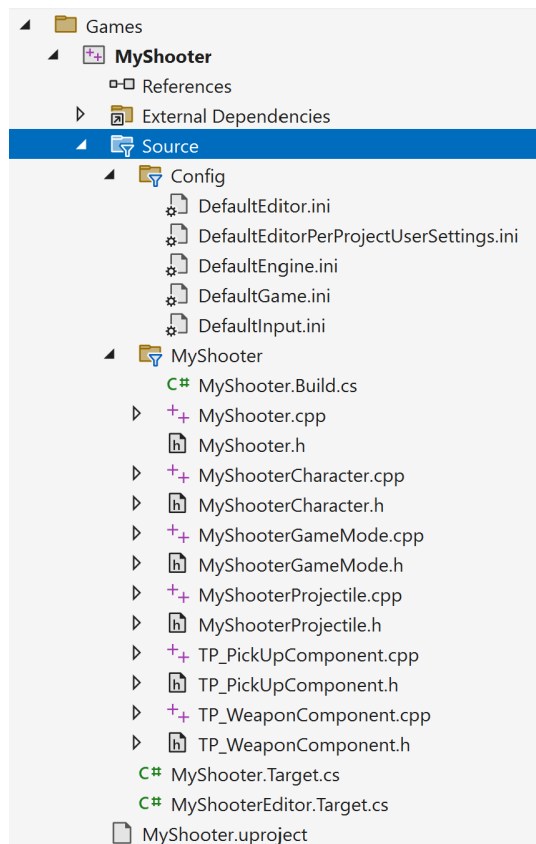 Games
MyShooter
References
External Dependencies
Source
Config
DefaultEditor.ini
DefaultEditorPerProjectUserSettings.ini
DefaultEngine.ini
DefaultGame.ini
DefaultInput.ini
MyShooter
C# MyShooter.Build.cs
++ MyShooter.cpp
h MyShooter.h
++ MyShooterCharacter.cpp
h MyShooterCharacter.h
++ MyShooterGameMode.cpp
h MyShooterGameMode.h
++ MyShooterProjectile.cpp
h MyShooterProjectile.h
++ TP_PickUpComponent.cpp
h TP_PickUpComponent.h
++ TP_WeaponComponent.cpp
h TP_WeaponComponent.h
C# MyShooter.Target.cs
C# MyShooterEditor.Target.cs
MyShooter.uproject